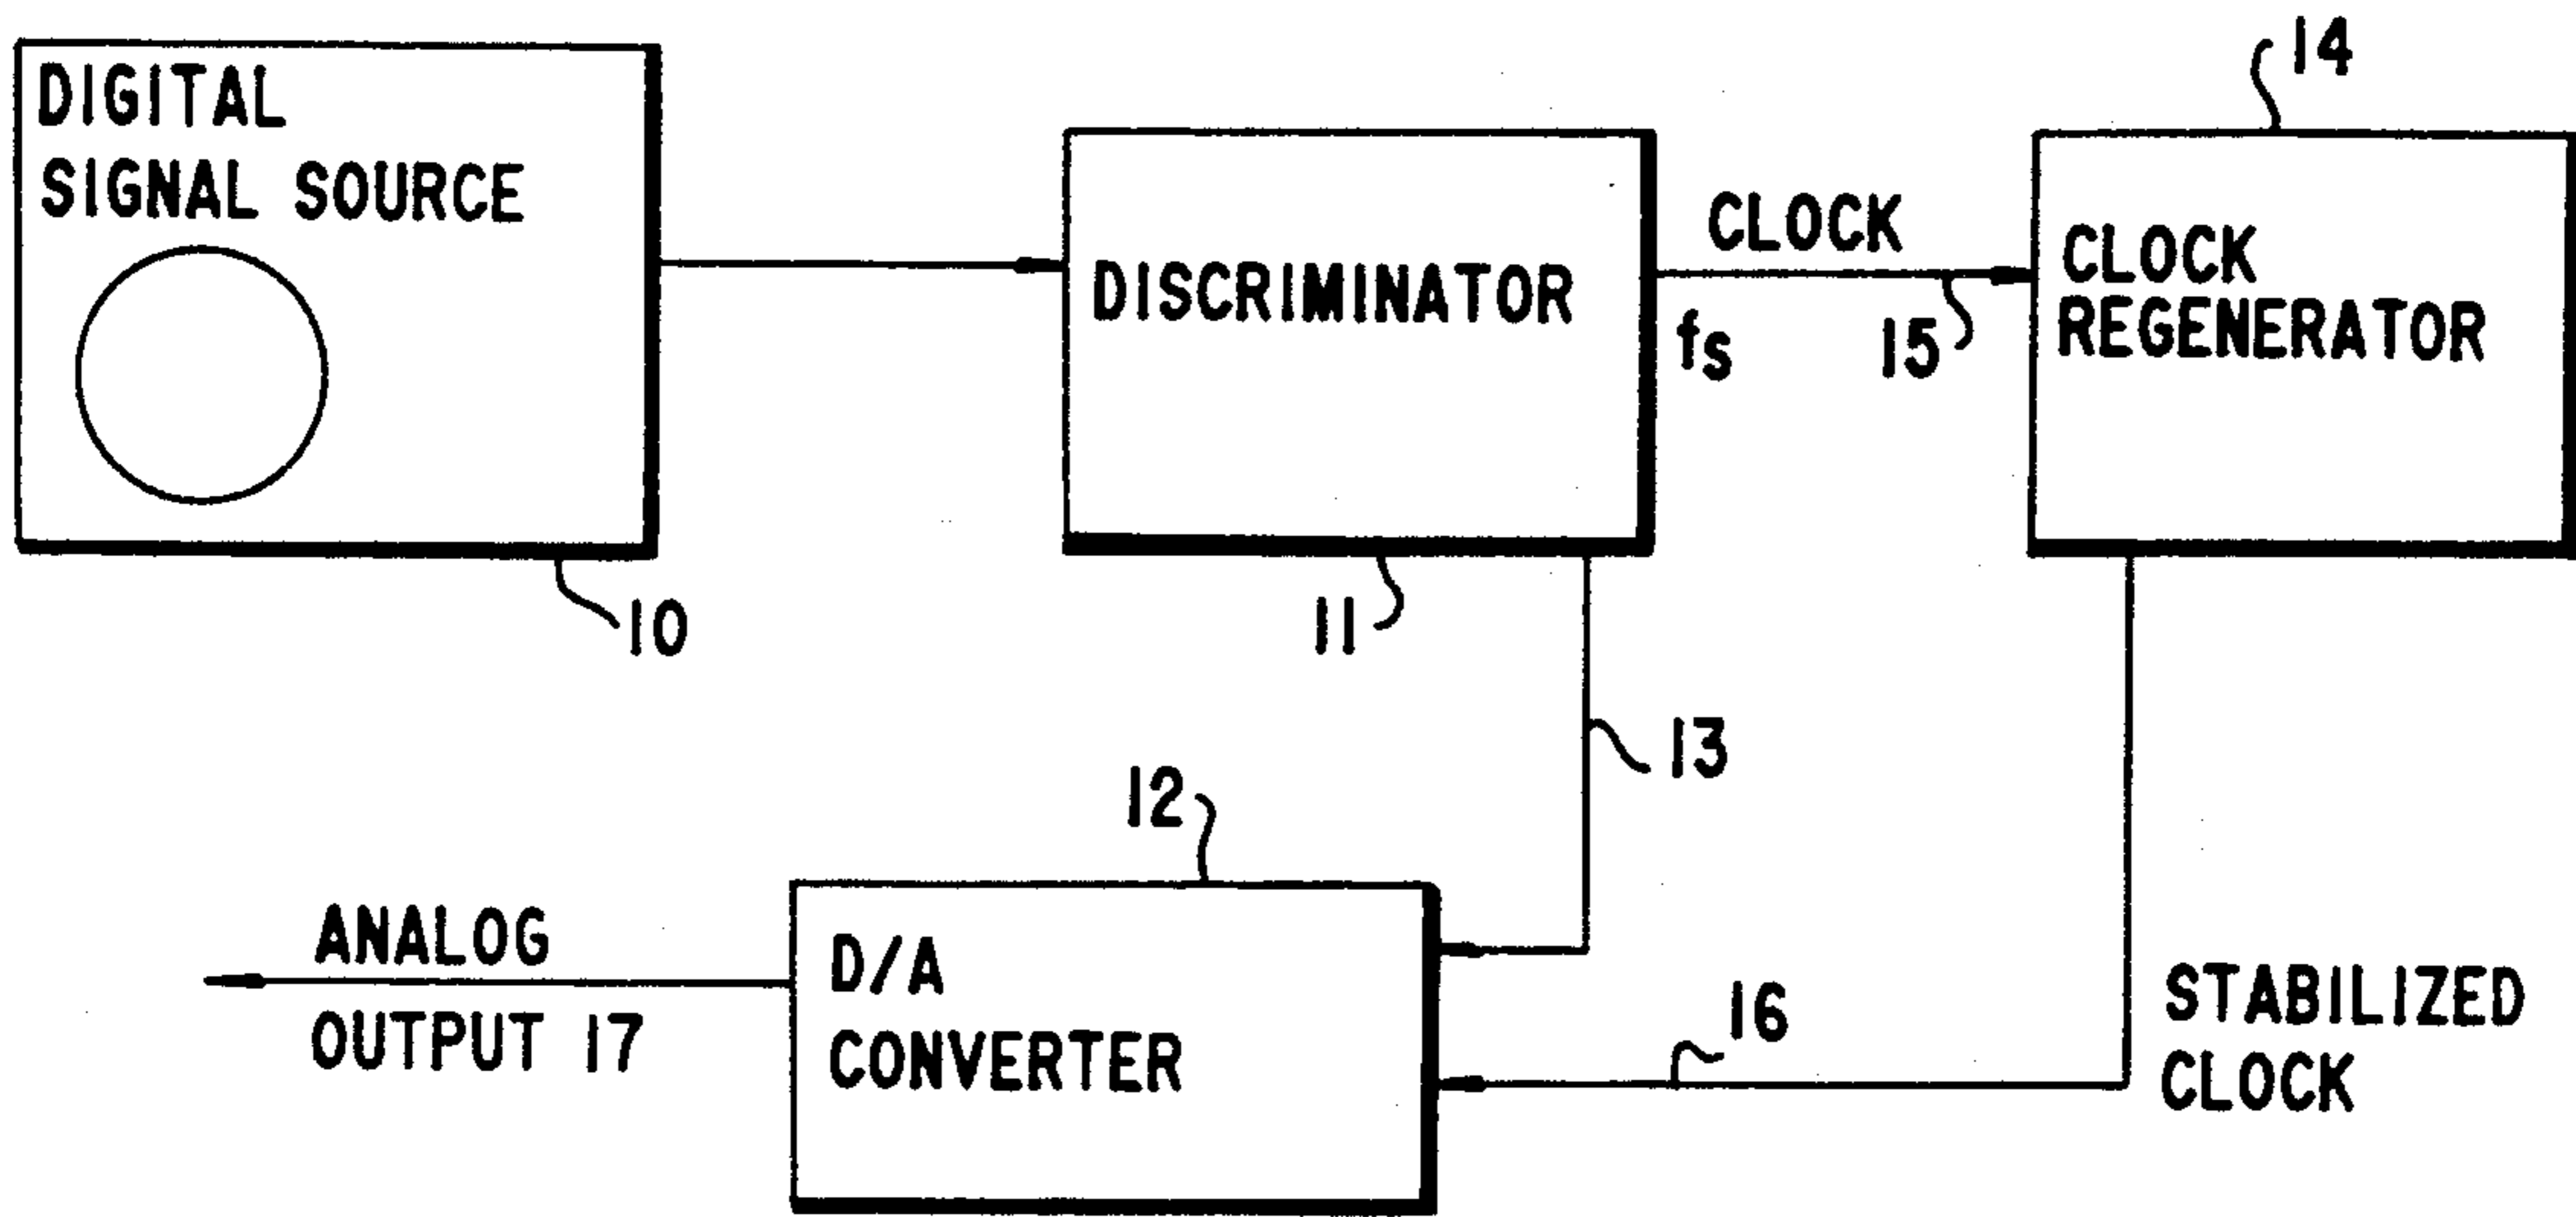 DIGITAL
SIGNAL SOURCE
10
DISCRIMINATOR
11
CLOCK
fs
15
14
CLOCK
REGENERATOR
13
12
D/A
CONVERTER
16
STABILIZED
CLOCK
ANALOG
OUTPUT 17